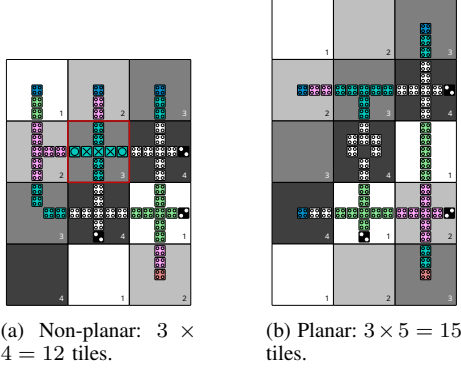 1 2 3
2 3 4
3 4 1
4 1 2
(a) Non-planar: 3 ×
4 = 12 tiles.
1 2 3
2 3 4
3 4 1
4 1 2
1 2 3
(b) Planar: 3 × 5 = 15
tiles.